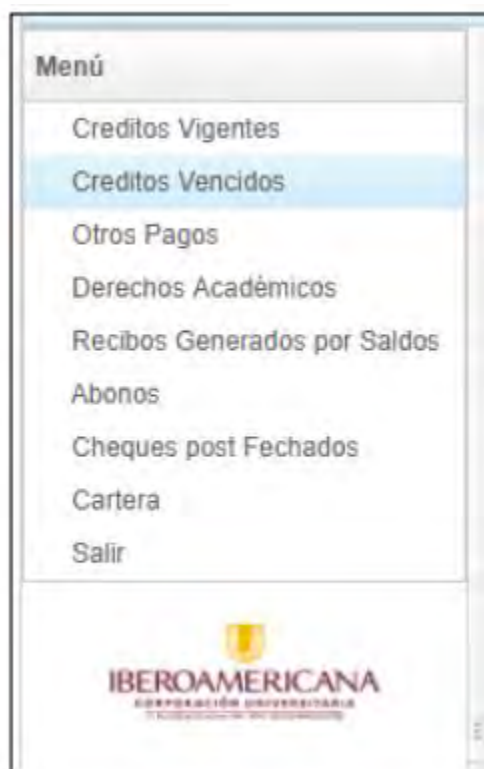 Menú
Creditos Vigentes
Creditos Vencidos
Otros Pagos
Derechos Académicos
Recibos Generados por Saldos
Abonos
Cheques post Fechados
Cartera
Salir
IBEROAMERICANA
CORPORACIÓN UNIVERSITARIA